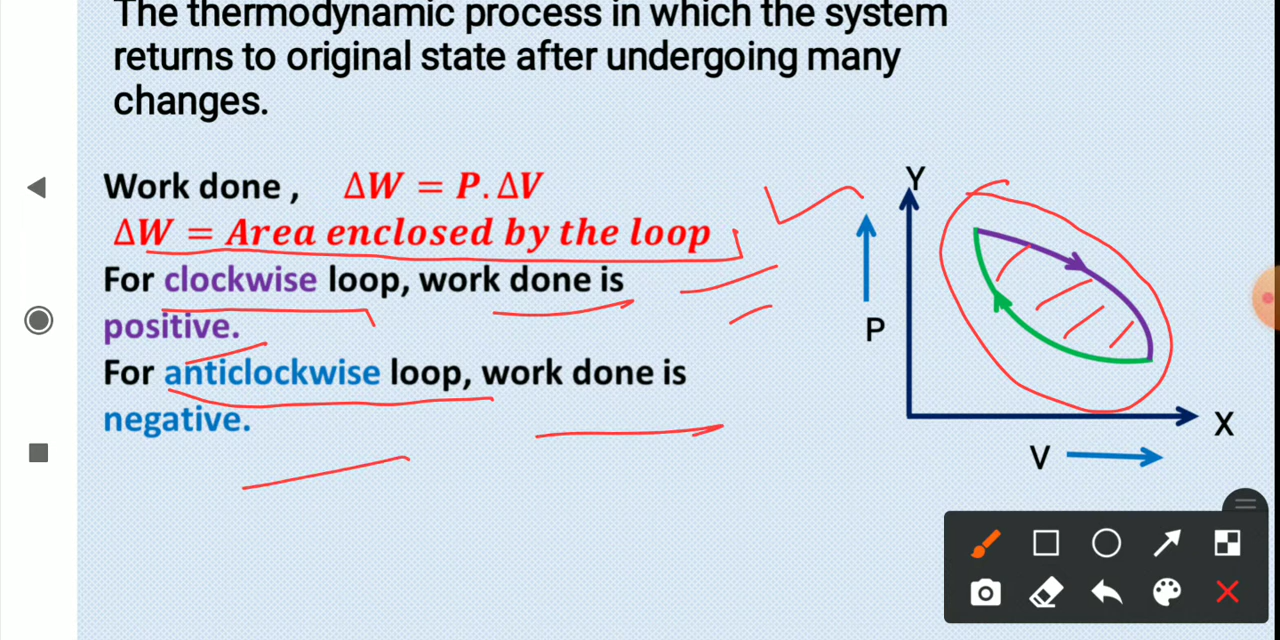 The thermodynamic process in which the system
returns to original state after undergoing many
changes.
Work done , ΔW = P. ΔV
ΔW = Area enclosed by the loop
For clockwise loop, work done is
positive.
For anticlockwise loop, work done is
negative.
Y
P
X
V